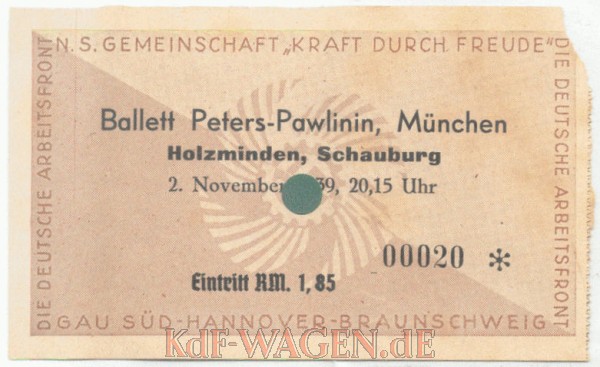 N.S. GEMEINSCHAFT „KRAFT DURCH FREUDE"
DIE DEUTSCHE ARBEITSFRONT
DIE DEUTSCHE ARBEITSFRONT
Ballett Peters-Pawlinin, München
Holzminden, Schauburg
2. November 39, 20,15 Uhr
00020 *
Eintritt RM. 1,85
GAU SÜD-HANNOVER-BRAUNSCHWEIG
KdF-WAGEN.de